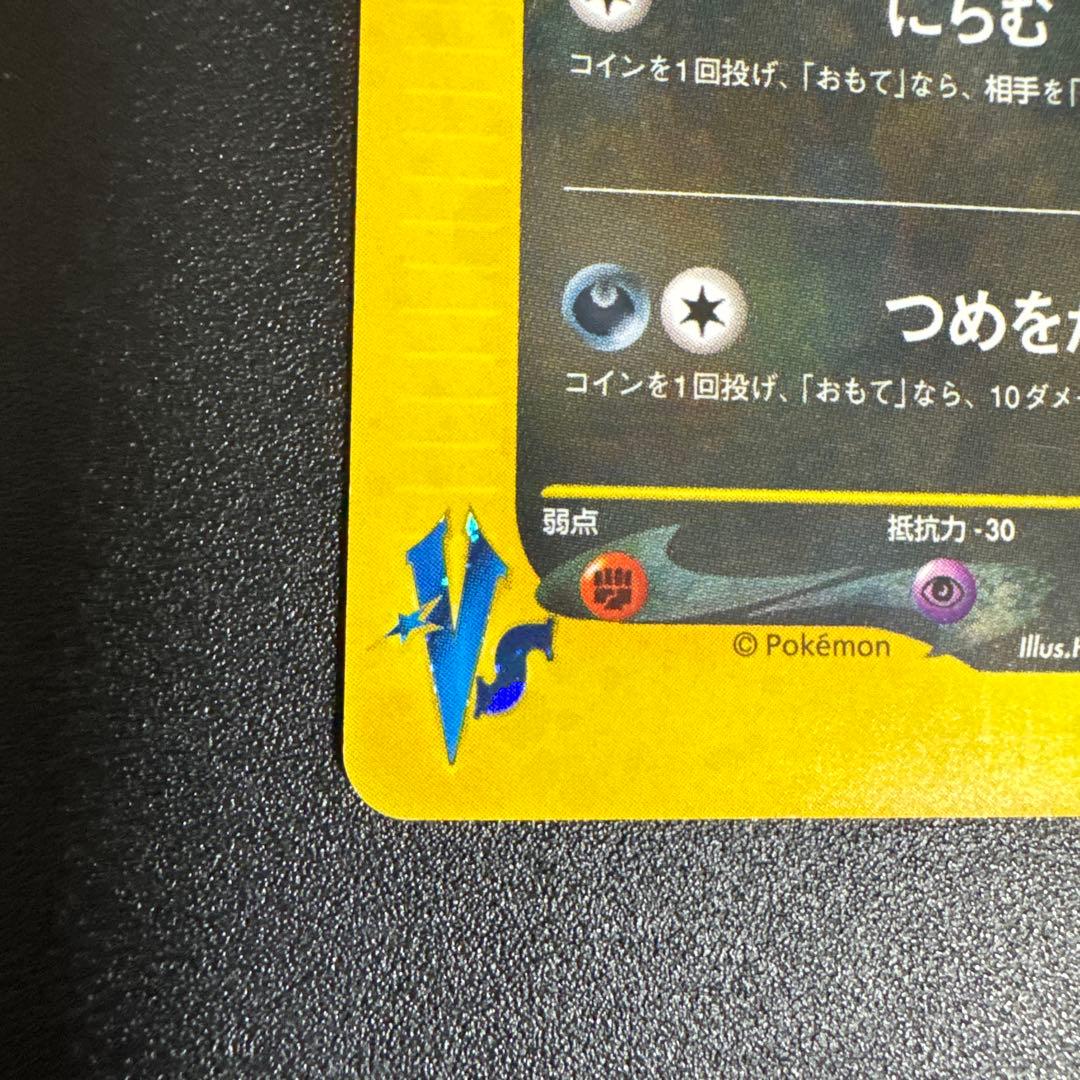 にらむ
コインを1回投げ、「おもて」なら、相手を「
つめをか
コインを1回投げ、「おもて」なら、10ダメー
弱点
抵抗力 -30
© Pokémon
Illus.H
VS